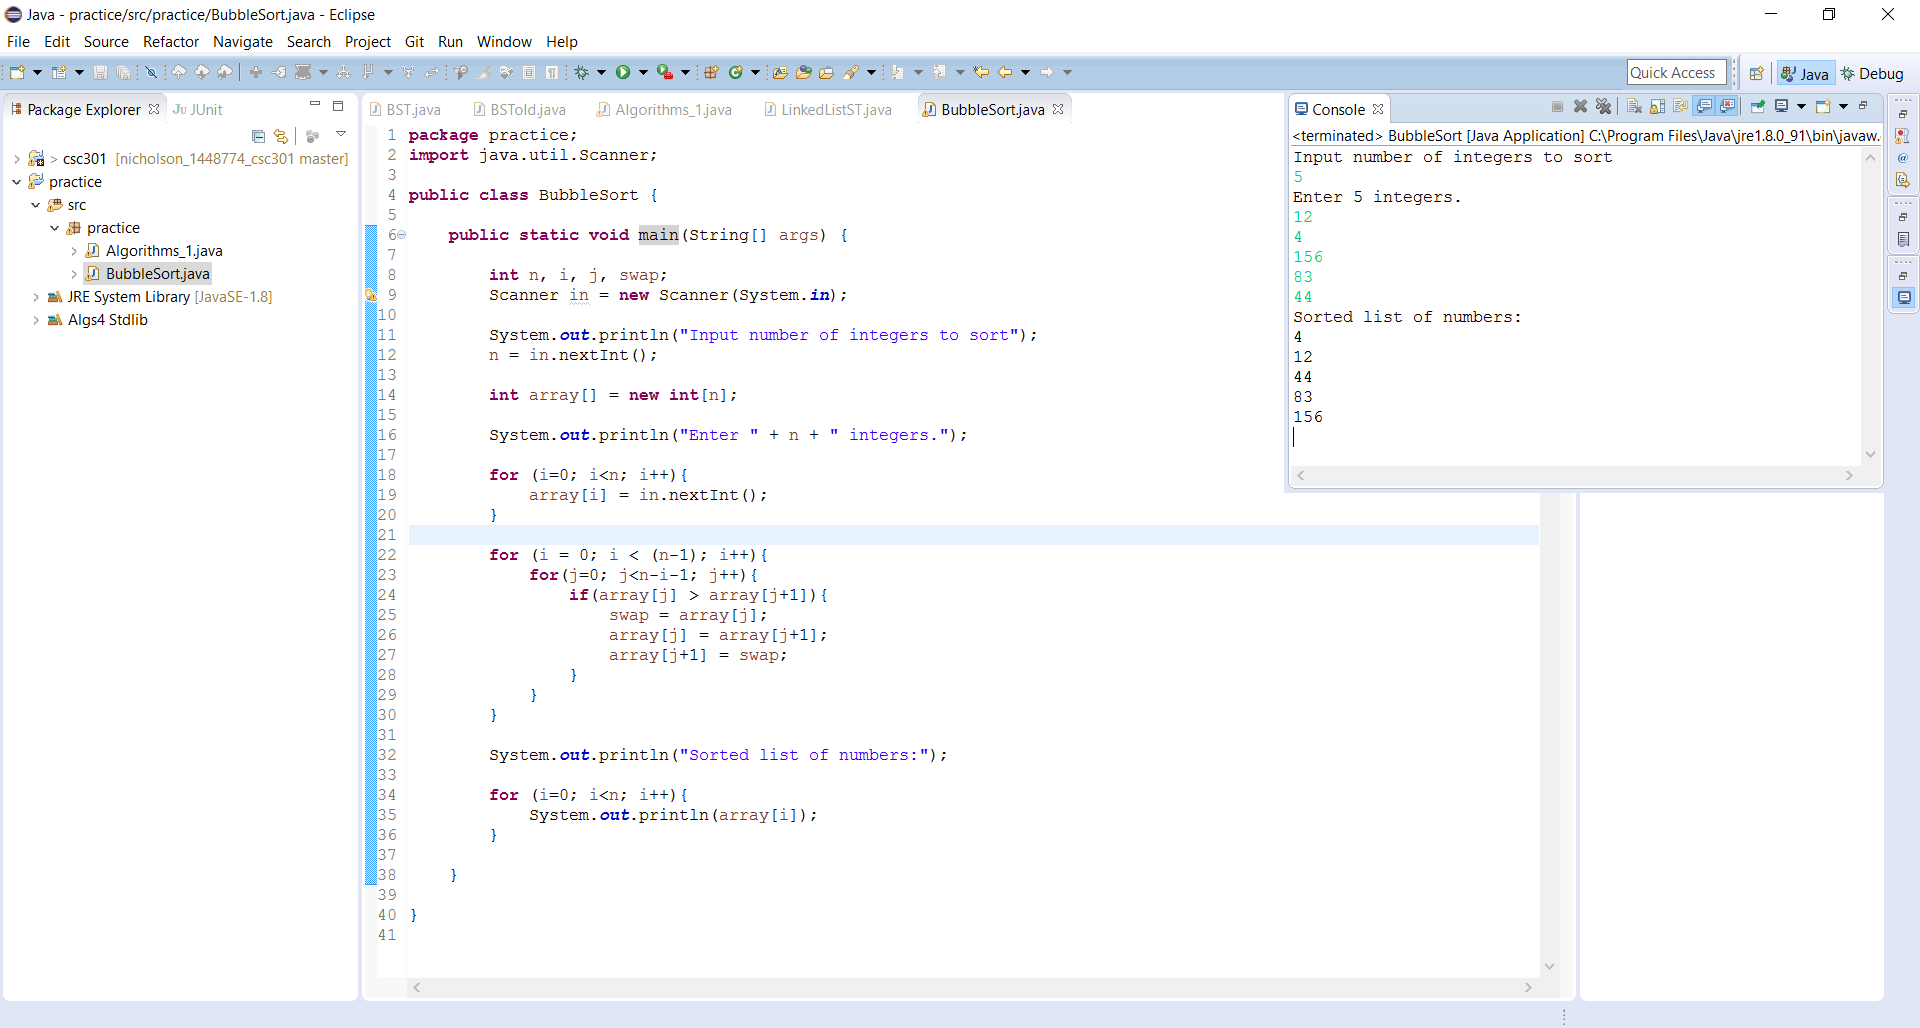 Java - practice/src/practice/BubbleSort.java - Eclipse
File Edit Source Refactor Navigate Search Project Git Run Window Help
Quick Access Java Debug
Package Explorer JUnit
csc301 [nicholson_1448774_csc301 master]
practice
src
practice
Algorithms_1.java
BubbleSort.java
JRE System Library [JavaSE-1.8]
Algs4 Stdlib
BST.java BSTold.java Algorithms_1.java LinkedListST.java BubbleSort.java
1 package practice;
2 import java.util.Scanner;
3
4 public class BubbleSort {
5
6 public static void main(String[] args) {
7
8 int n, i, j, swap;
9 Scanner in = new Scanner(System.in);
10
11 System.out.println("Input number of integers to sort");
12 n = in.nextInt();
13
14 int array[] = new int[n];
15
16 System.out.println("Enter " + n + " integers.");
17
18 for (i=0; i<n; i++){
19 array[i] = in.nextInt();
20 }
21
22 for (i = 0; i < (n-1); i++){
23 for(j=0; j<n-i-1; j++){
24 if(array[j] > array[j+1]){
25 swap = array[j];
26 array[j] = array[j+1];
27 array[j+1] = swap;
28 }
29 }
30 }
31
32 System.out.println("Sorted list of numbers:");
33
34 for (i=0; i<n; i++){
35 System.out.println(array[i]);
36 }
37
38 }
39
40 }
41
Console
<terminated> BubbleSort [Java Application] C:\Program Files\Java\jre1.8.0_91\bin\javaw.
Input number of integers to sort
5
Enter 5 integers.
12
4
156
83
44
Sorted list of numbers:
4
12
44
83
156